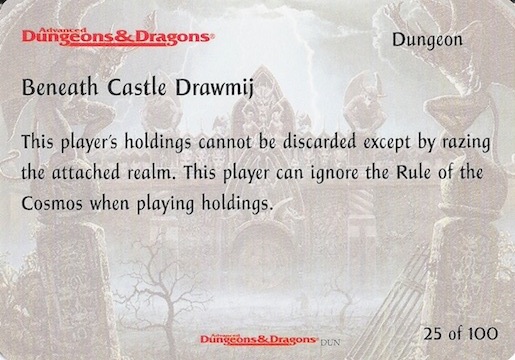 Advanced
Dungeons & Dragons®
Dungeon
Beneath Castle Drawmij
This player's holdings cannot be discarded except by razing
the attached realm. This player can ignore the Rule of the
Cosmos when playing holdings.
Advanced
Dungeons & Dragons® DUN
25 of 100